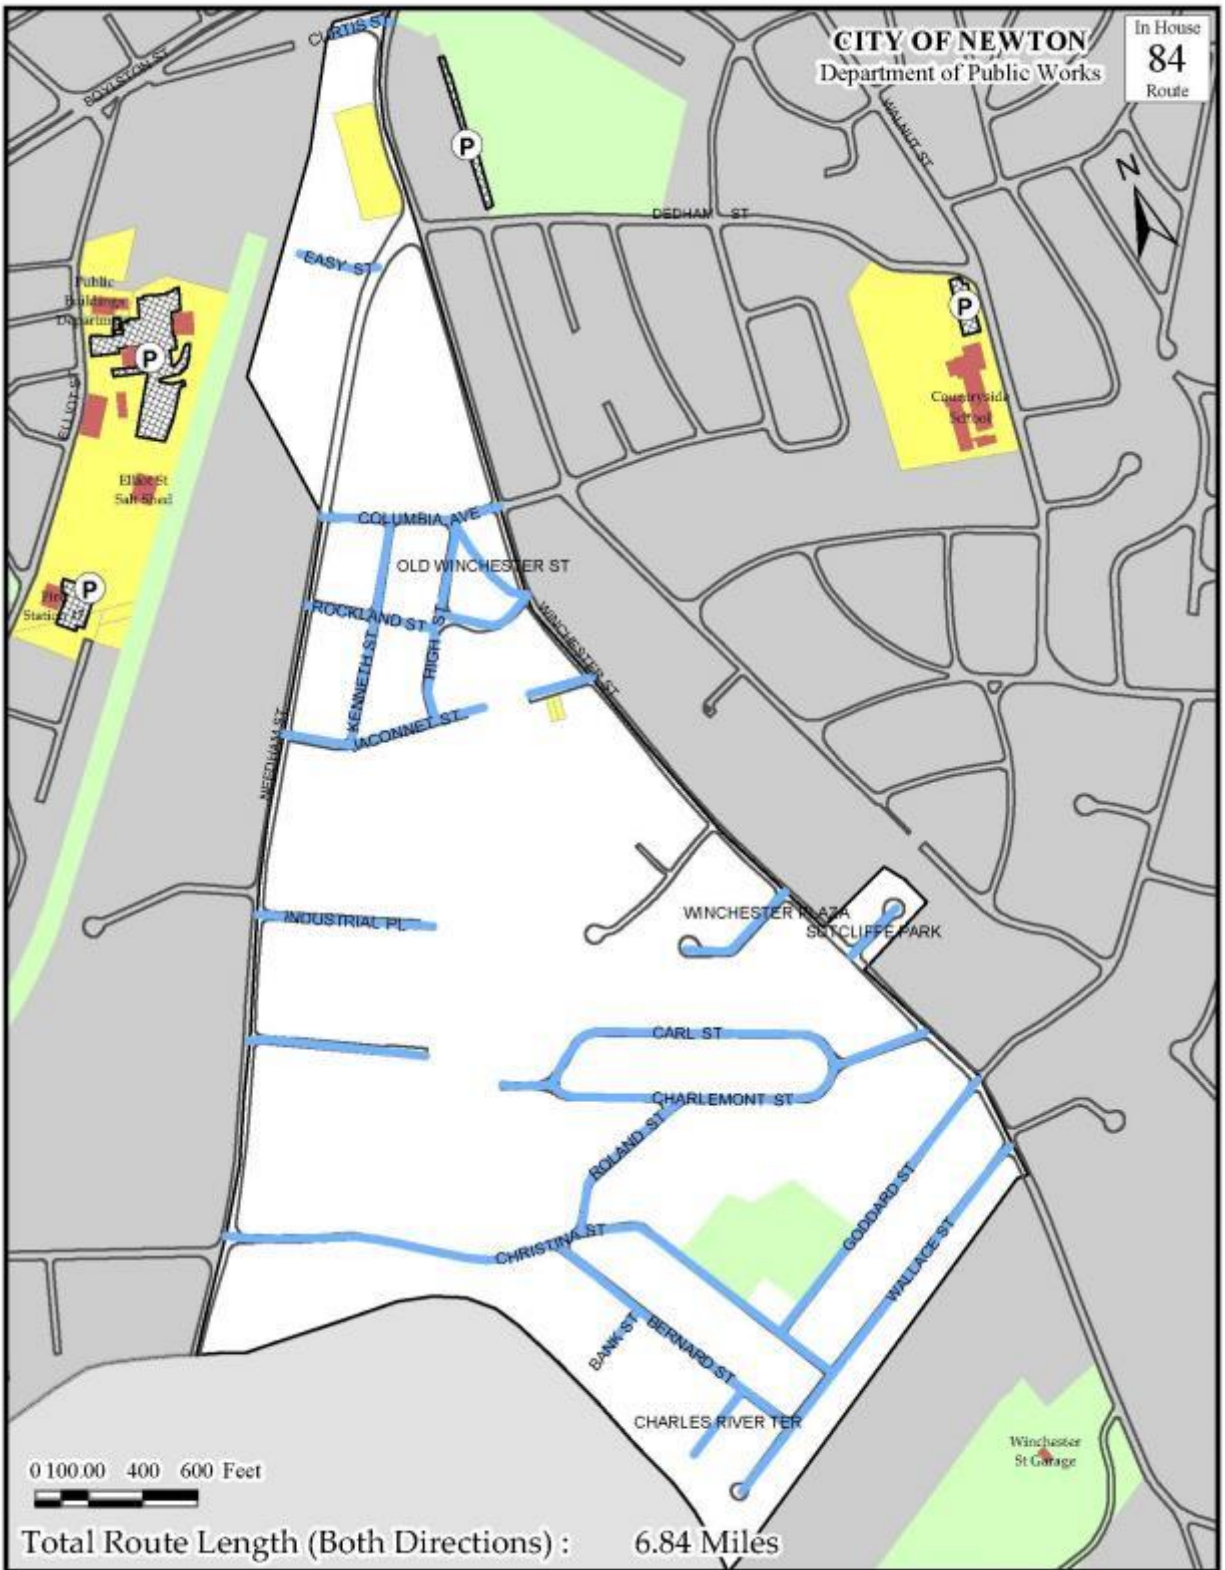 CITY OF NEWTON
Department of Public Works
In House
84
Route
CURTIS ST
BOYLSTON ST
P
WALNUT ST
N
DEDHAM ST
EASY ST
Public
Buildings
Department
P
P
ELLIOT ST
Countryside
School
Elliot St
Salt Shed
COLUMBIA AVE
OLD WINCHESTER ST
P
Station
ROCKLAND ST
HIGH ST
WINCHESTER ST
KENNETH ST
JACONNET ST
NEEDHAM ST
INDUSTRIAL PL
WINCHESTER PLAZA
SUTCLIFFE PARK
CARL ST
CHARLEMONT ST
ROLAND ST
GODDARD ST
WALLACE ST
CHRISTINA ST
BANK ST
BERNARD ST
CHARLES RIVER TER
Winchester
St Garage
0 100.00 400 600 Feet
Total Route Length (Both Directions) : 6.84 Miles